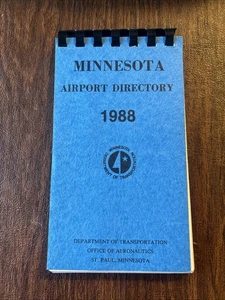 MINNESOTA
AIRPORT DIRECTORY
1988
DEPARTMENT OF TRANSPORTATION
OFFICE OF AERONAUTICS
ST. PAUL, MINNESOTA